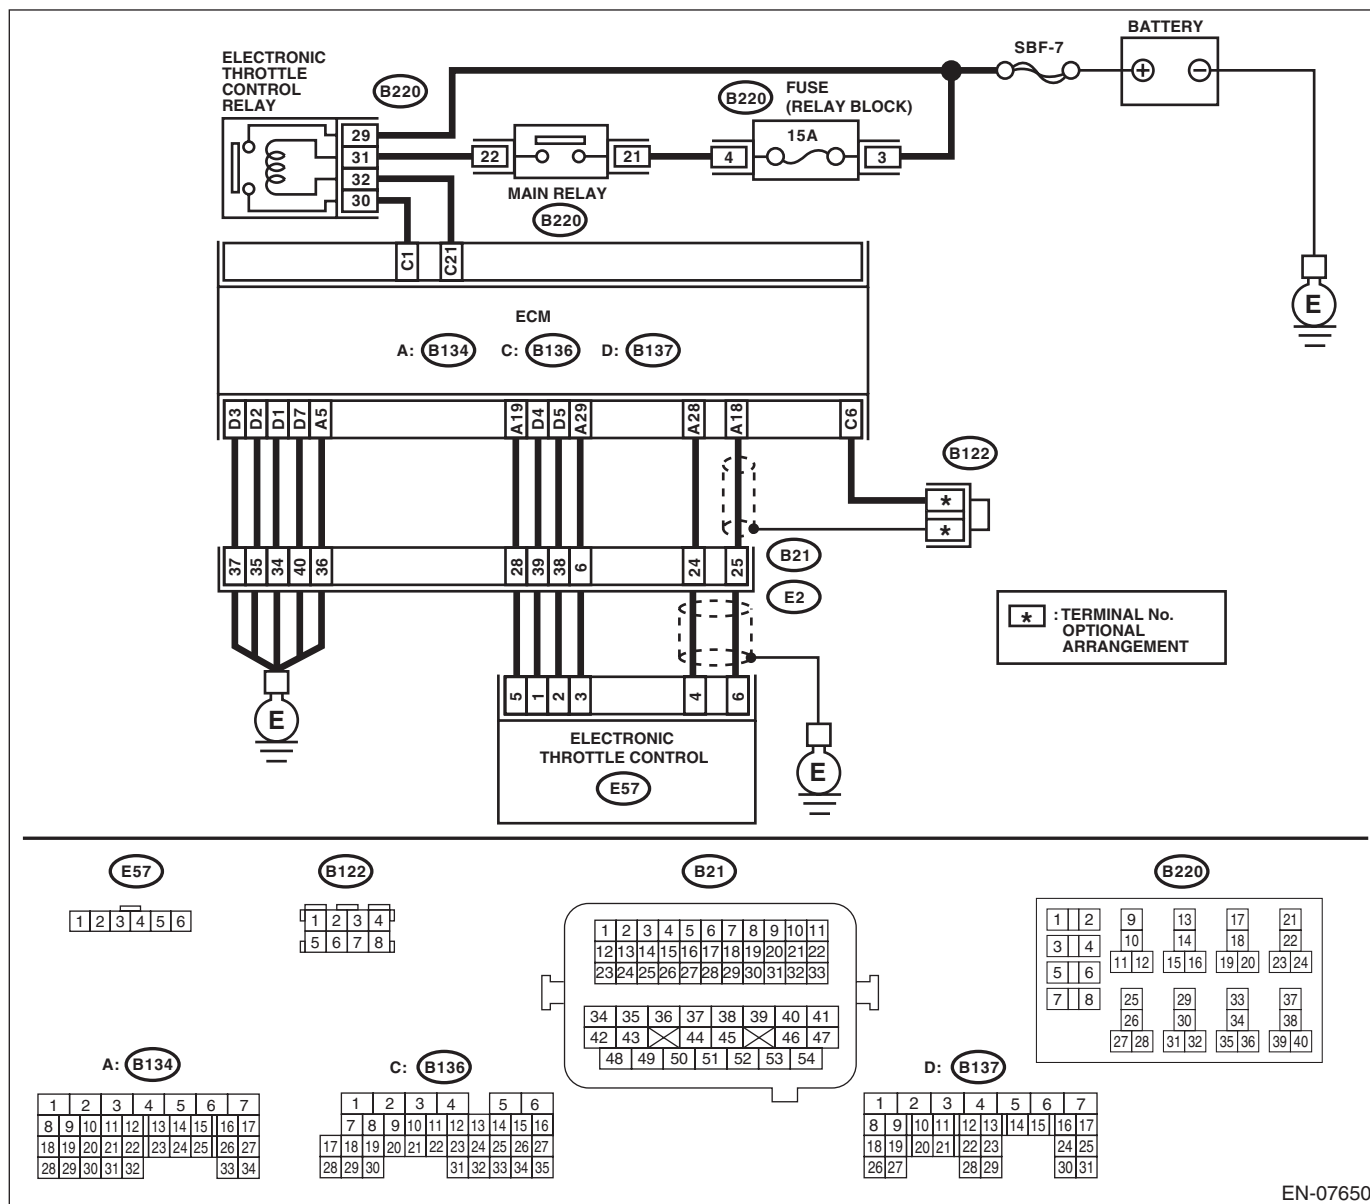 BATTERY
SBF-7
ELECTRONIC
THROTTLE
CONTROL
RELAY
B220
B220
FUSE
(RELAY BLOCK)
15A
29
31
32
30
22
21
4
3
MAIN RELAY
B220
C1
C21
E
ECM
A: B134 C: B136 D: B137
D3 D2 D1 D7 A5 A19 D4 D5 A29 A28 A18 C6
B122
*
*
B21
37 35 34 40 36 28 39 38 6 24 25
E2
* : TERMINAL No.
OPTIONAL
ARRANGEMENT
5 1 2 3 4 6
E
ELECTRONIC
THROTTLE CONTROL
E57
E
E57
1 2 3 4 5 6
B122
1 2 3 4
5 6 7 8
B21
1 2 3 4 5 6 7 8 9 10 11
12 13 14 15 16 17 18 19 20 21 22
23 24 25 26 27 28 29 30 31 32 33
34 35 36 37 38 39 40 41
42 43 44 45 46 47
48 49 50 51 52 53 54
B220
1 2 9 13 17 21
3 4 10 14 18 22
5 6 11 12 15 16 19 20 23 24
7 8 25 29 33 37
26 30 34 38
27 28 31 32 35 36 39 40
A: B134
1 2 3 4 5 6 7
8 9 10 11 12 13 14 15 16 17
18 19 20 21 22 23 24 25 26 27
28 29 30 31 32 33 34
C: B136
1 2 3 4 5 6
7 8 9 10 11 12 13 14 15 16
17 18 19 20 21 22 23 24 25 26 27
28 29 30 31 32 33 34 35
D: B137
1 2 3 4 5 6 7
8 9 10 11 12 13 14 15 16 17
18 19 20 21 22 23 24 25
26 27 28 29 30 31
EN-07650